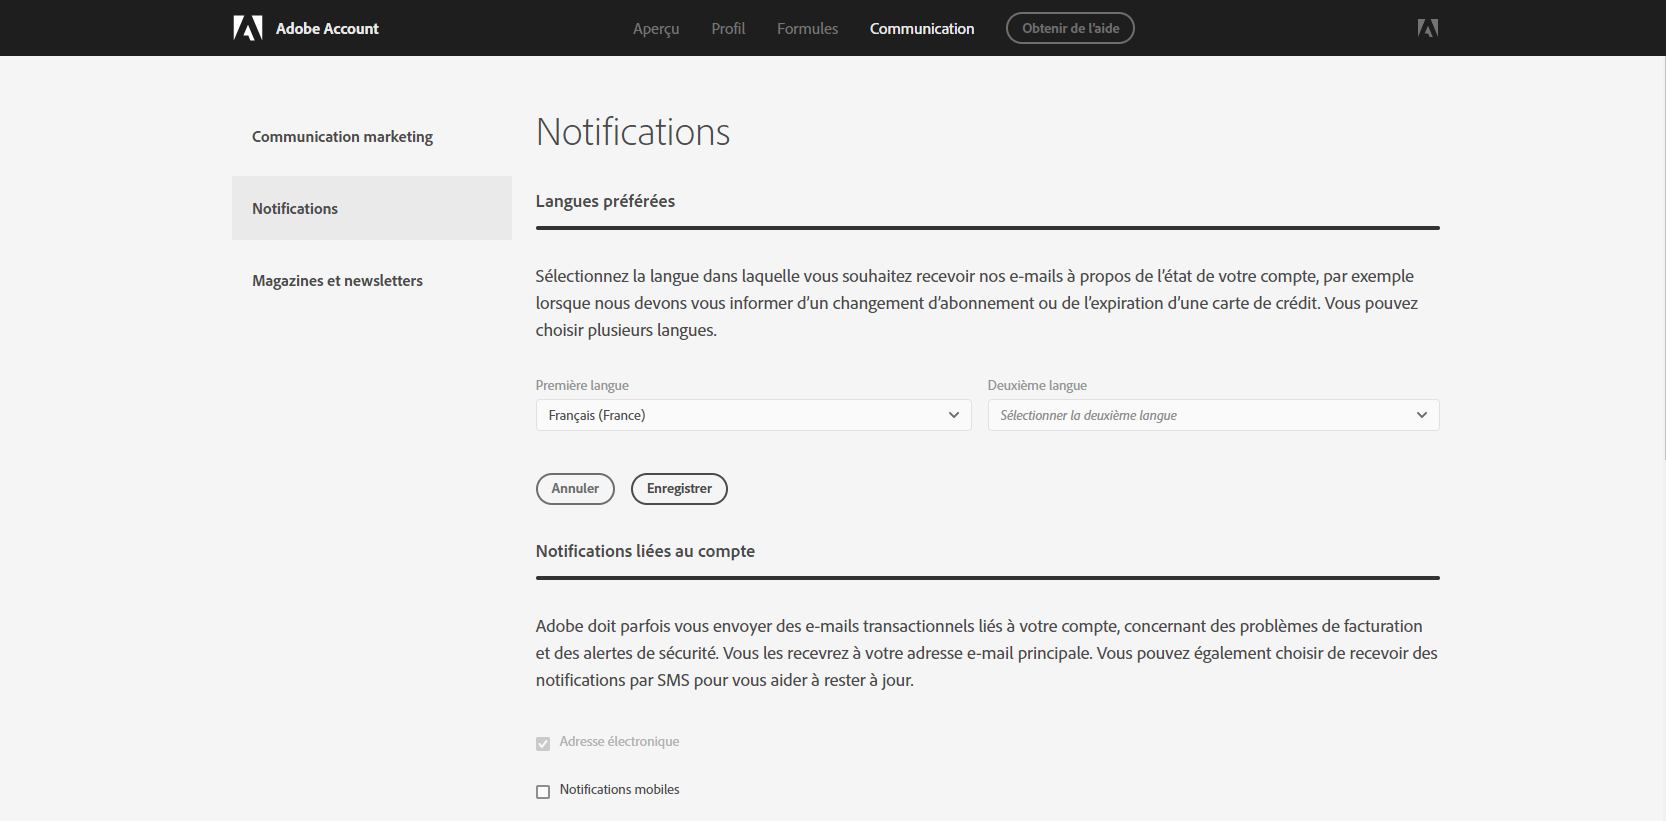 Adobe Account
Aperçu
Profil
Formules
Communication
Obtenir de l'aide
Communication marketing
Notifications
Magazines et newsletters
Notifications
Langues préférées
Sélectionnez la langue dans laquelle vous souhaitez recevoir nos e-mails à propos de l’état de votre compte, par exemple
lorsque nous devons vous informer d’un changement d’abonnement ou de l’expiration d’une carte de crédit. Vous pouvez
choisir plusieurs langues.
Première langue
Deuxième langue
Français (France)
Sélectionner la deuxième langue
Annuler
Enregistrer
Notifications liées au compte
Adobe doit parfois vous envoyer des e-mails transactionnels liés à votre compte, concernant des problèmes de facturation
et des alertes de sécurité. Vous les recevrez à votre adresse e-mail principale. Vous pouvez également choisir de recevoir des
notifications par SMS pour vous aider à rester à jour.
Adresse électronique
Notifications mobiles